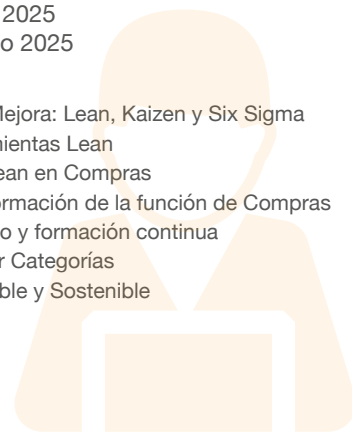 2025
o 2025
Mejora: Lean, Kaizen y Six Sigma
mientas Lean
ean en Compras
ormación de la función de Compras
o y formación continua
r Categorías
ble y Sostenible